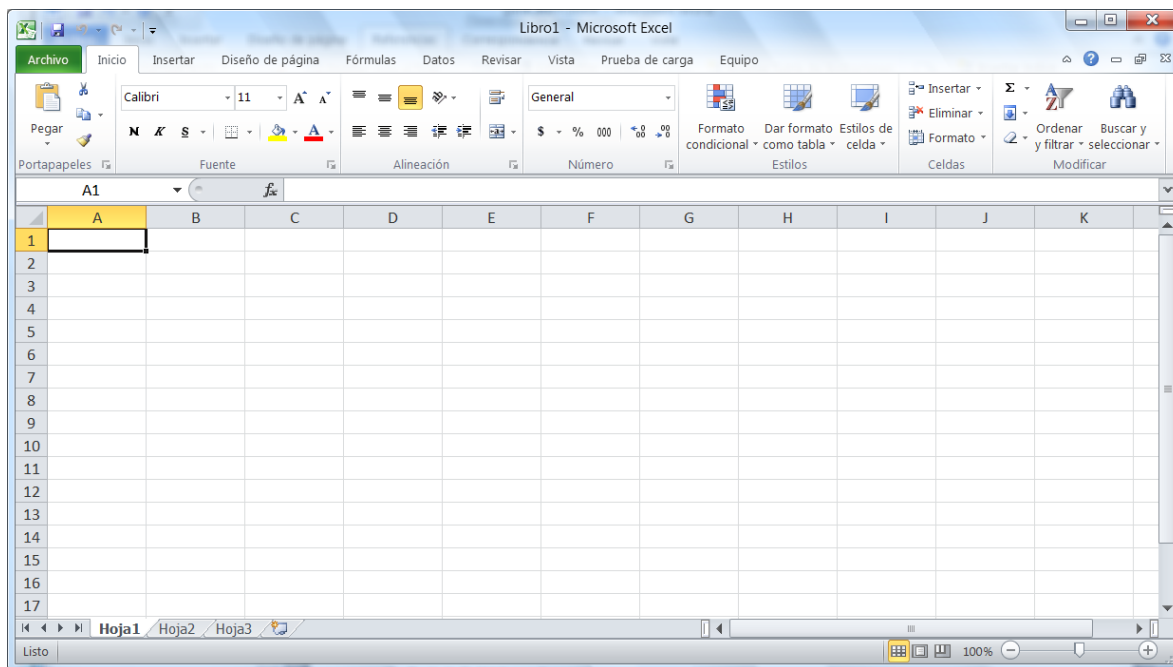 Libro1 - Microsoft Excel
Archivo Inicio Insertar Diseño de página Fórmulas Datos Revisar Vista Prueba de carga Equipo
Pegar
Portapapeles
Calibri 11
N K S
Fuente
Alineación
General
$ % 000
Número
Formato condicional
Dar formato como tabla
Estilos de celda
Estilos
Insertar
Eliminar
Formato
Celdas
Σ
Ordenar y filtrar
Buscar y seleccionar
Modificar
A1 fx
A B C D E F G H I J K
1
2
3
4
5
6
7
8
9
10
11
12
13
14
15
16
17
Hoja1 Hoja2 Hoja3
Listo 100%